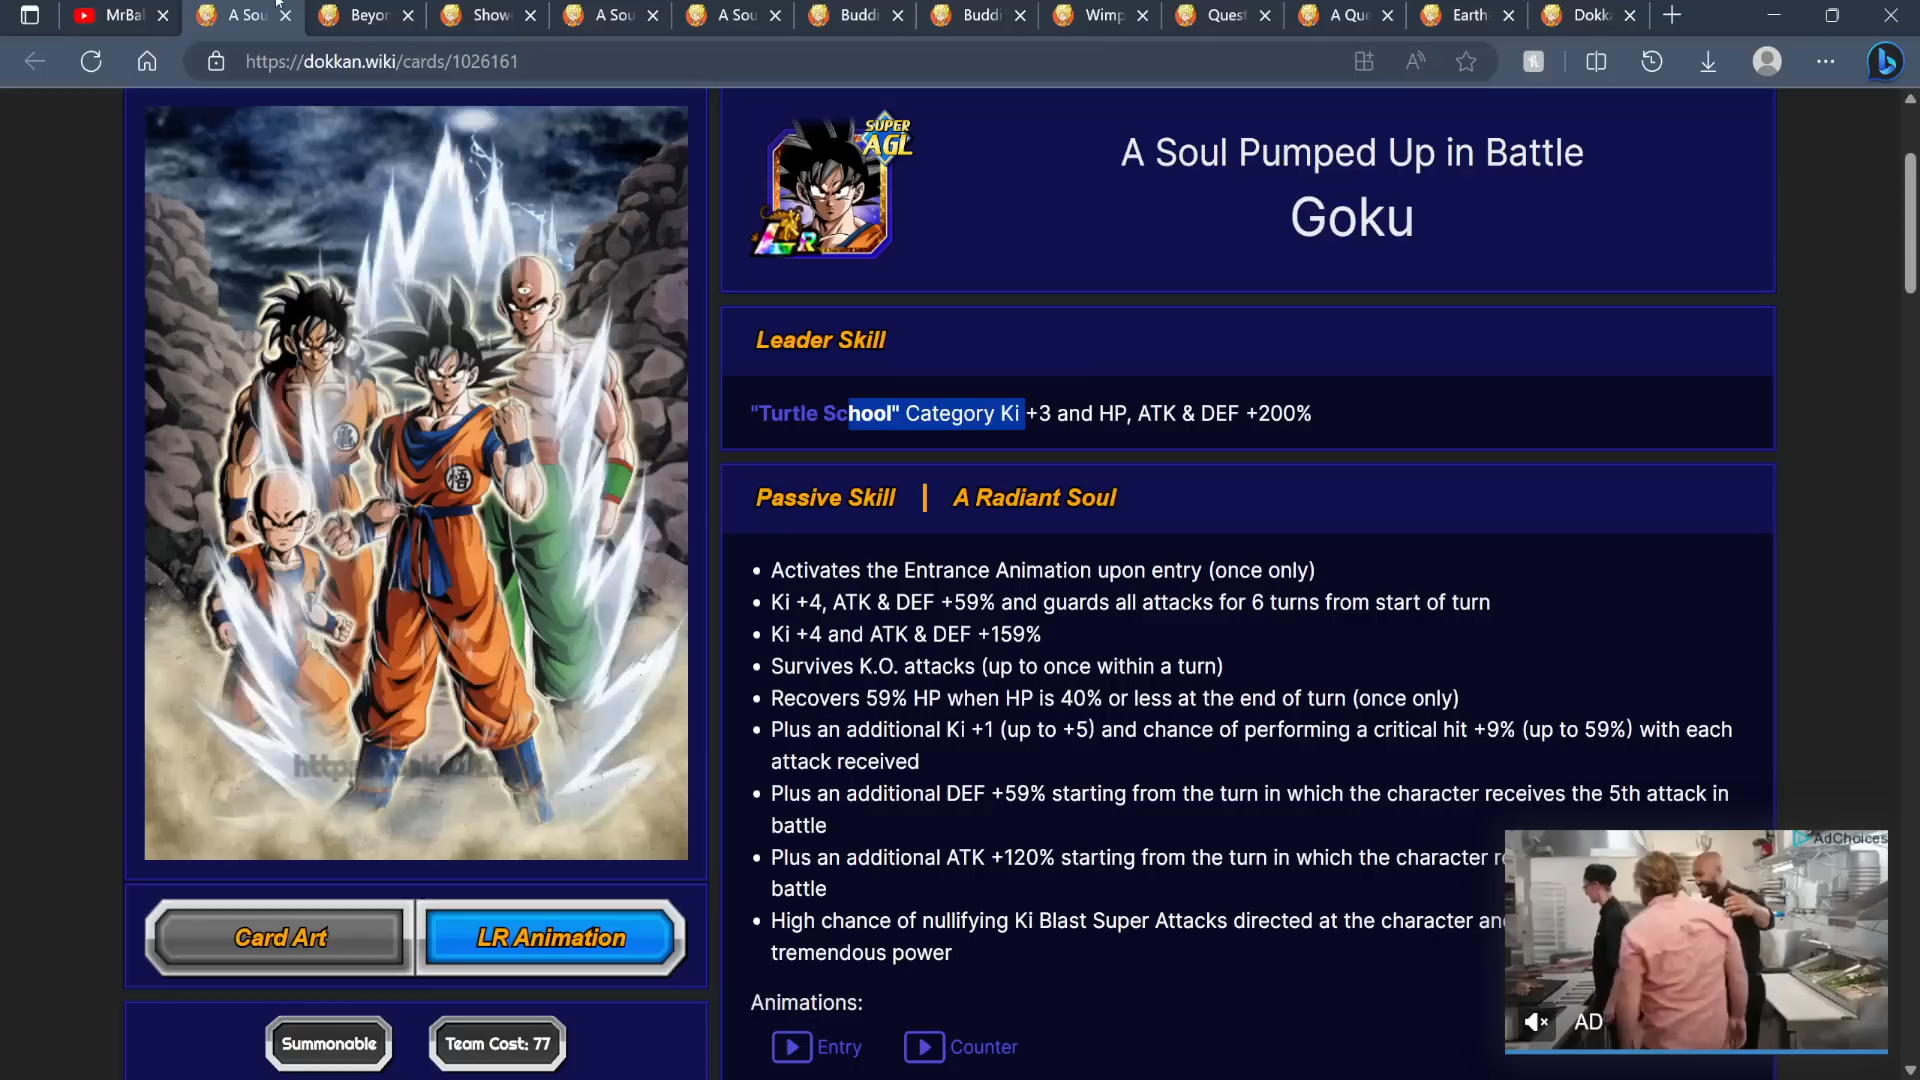 MrBal
A Sou
Beyon
Show
A Sou
A Sou
Buddi
Buddi
Wimp
Quest
A Que
Earth-
Dokka
https://dokkan.wiki/cards/1026161
SUPER
AGL
LR
A Soul Pumped Up in Battle
Goku
Leader Skill
"Turtle School" Category Ki +3 and HP, ATK & DEF +200%
Passive Skill | A Radiant Soul
• Activates the Entrance Animation upon entry (once only)
• Ki +4, ATK & DEF +59% and guards all attacks for 6 turns from start of turn
• Ki +4 and ATK & DEF +159%
• Survives K.O. attacks (up to once within a turn)
• Recovers 59% HP when HP is 40% or less at the end of turn (once only)
• Plus an additional Ki +1 (up to +5) and chance of performing a critical hit +9% (up to 59%) with each
attack received
• Plus an additional DEF +59% starting from the turn in which the character receives the 5th attack in
battle
• Plus an additional ATK +120% starting from the turn in which the character re
battle
• High chance of nullifying Ki Blast Super Attacks directed at the character an
tremendous power
Animations:
Entry
Counter
悟
Card Art
LR Animation
Summonable
Team Cost: 77
AdChoices
AD